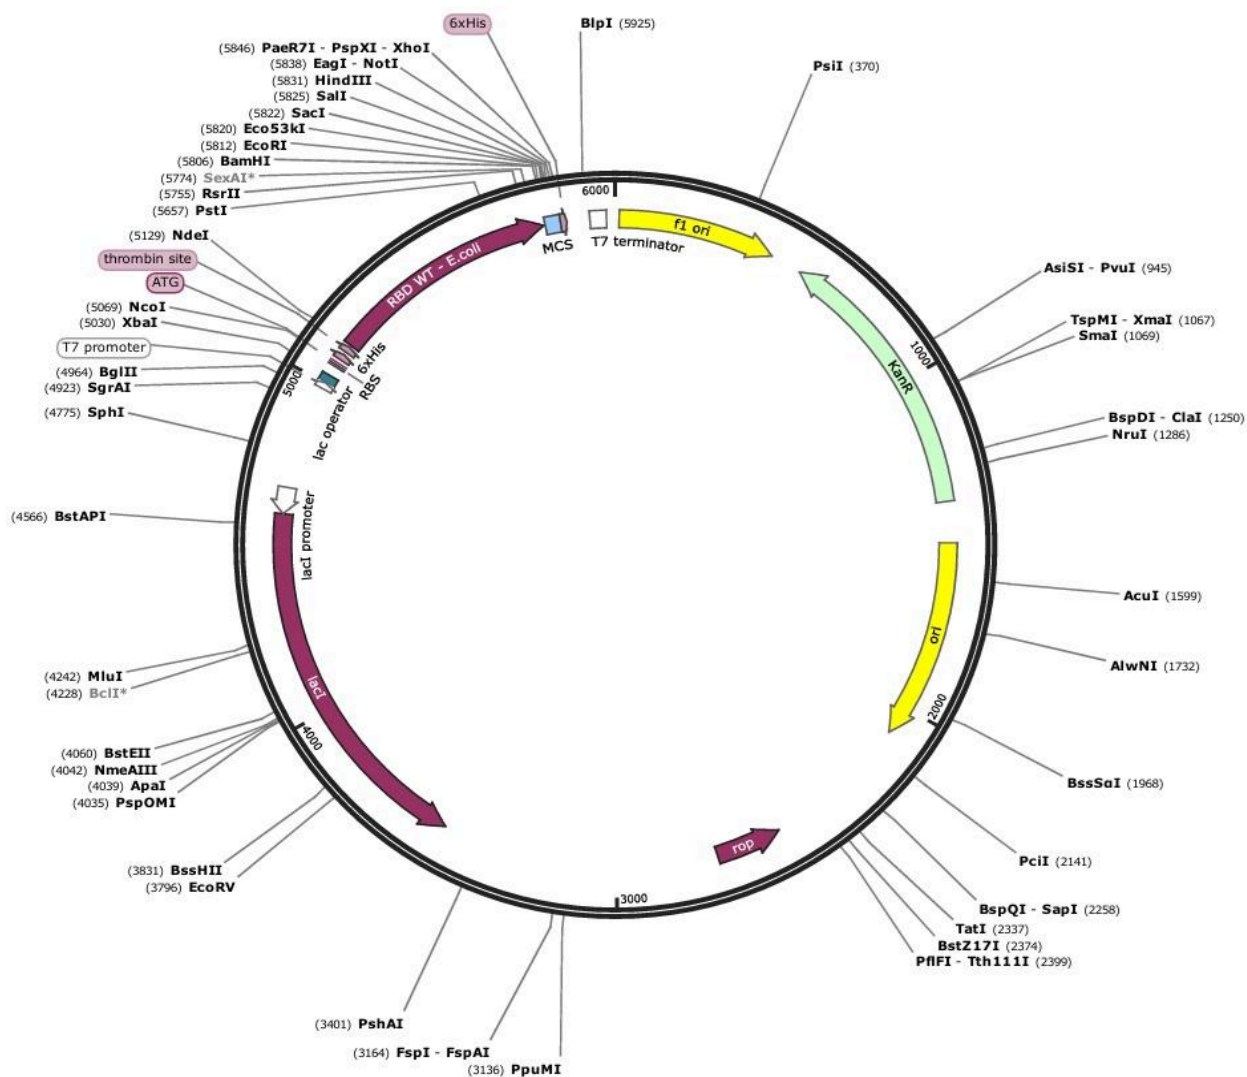 6xHis
BlpI (5925)
(5846) PaeR7I - PspXI - XhoI
(5838) EagI - NotI
(5831) HindIII
(5825) SalI
(5822) SacI
(5820) Eco53kI
(5812) EcoRI
(5806) BamHI
(5774) SexAI*
(5755) RsrII
(5657) PstI
(5129) NdeI
thrombin site
ATG
(5069) NcoI
(5030) XbaI
T7 promoter
(4964) BglII
(4923) SgrAI
(4775) SphI
(4566) BstAPI
(4242) MluI
(4228) BclI*
(4060) BstEII
(4042) NmeAIII
(4039) ApaI
(4035) PspOMI
(3831) BssHII
(3796) EcoRV
(3401) PshAI
(3164) FspI - FspAI
(3136) PpuMI
PsiI (370)
AsiSI - PvuI (945)
TspMI - XmaI (1067)
SmaI (1069)
BspDI - ClaI (1250)
NruI (1286)
AcuI (1599)
AlwNI (1732)
BssSαI (1968)
PciI (2141)
BspQI - SapI (2258)
TatI (2337)
BstZ17I (2374)
PflFI - Tth111I (2399)
6000
1000
2000
3000
4000
5000
f1 ori
T7 terminator
MCS
RBD WT - E.coli
6xHis
RBS
lac operator
lacI promoter
lacI
rop
ori
KanR